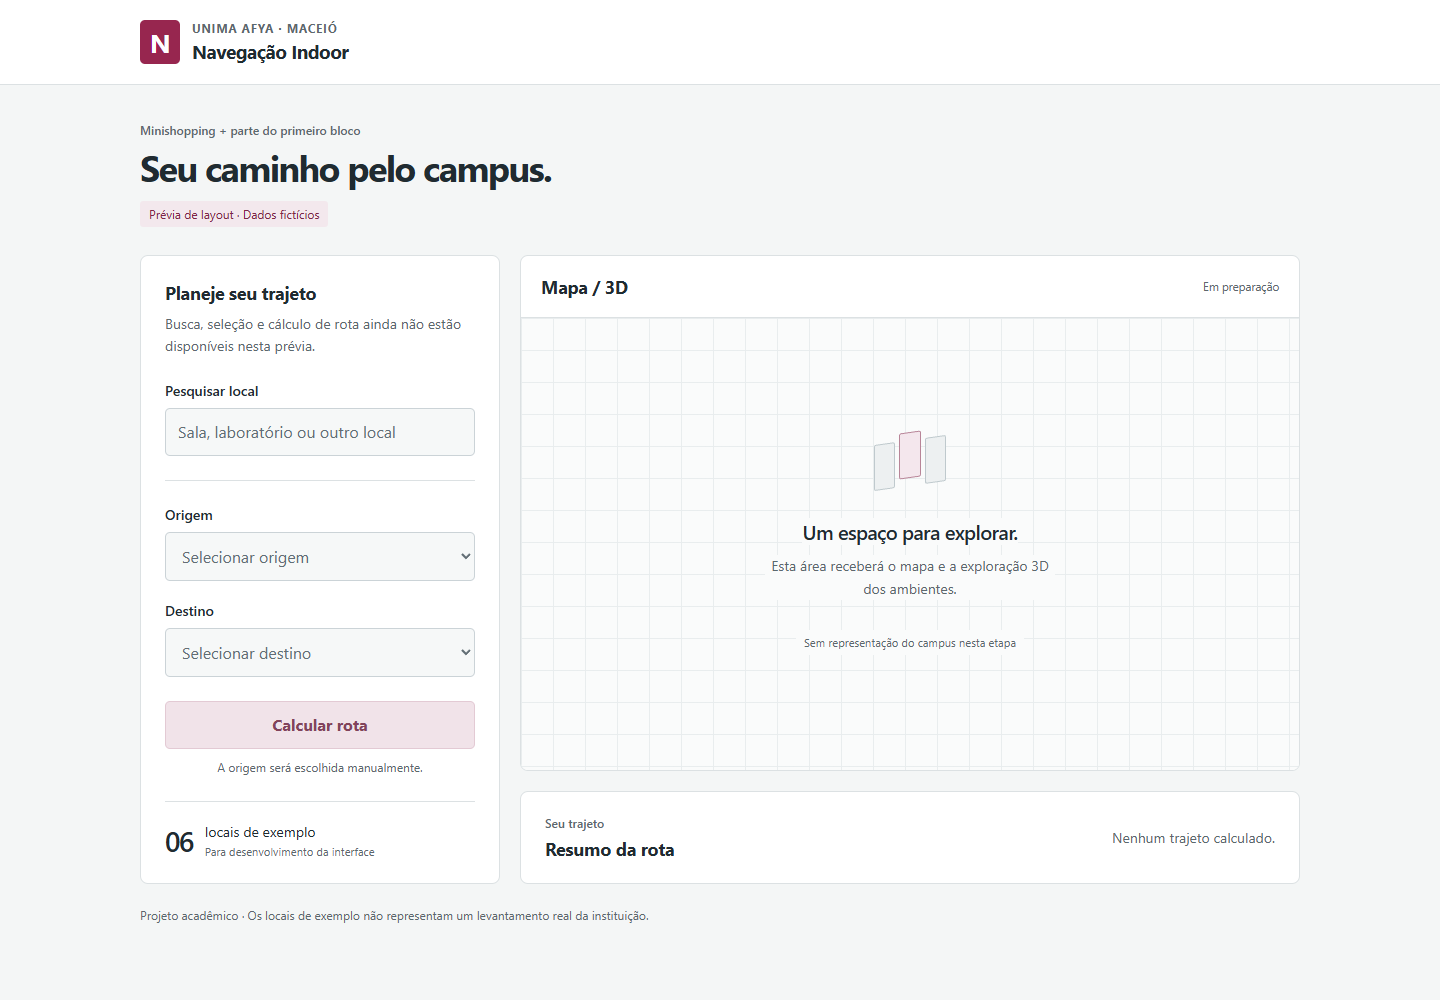 N
UNIMA AFYA · MACEIÓ
Navegação Indoor
Minishopping + parte do primeiro bloco
Seu caminho pelo campus.
Prévia de layout · Dados fictícios
Planeje seu trajeto
Busca, seleção e cálculo de rota ainda não estão
disponíveis nesta prévia.
Pesquisar local
Sala, laboratório ou outro local
Origem
Selecionar origem
Destino
Selecionar destino
Calcular rota
A origem será escolhida manualmente.
06
locais de exemplo
Para desenvolvimento da interface
Mapa / 3D
Em preparação
Um espaço para explorar.
Esta área receberá o mapa e a exploração 3D
dos ambientes.
Sem representação do campus nesta etapa
Seu trajeto
Resumo da rota
Nenhum trajeto calculado.
Projeto acadêmico · Os locais de exemplo não representam um levantamento real da instituição.